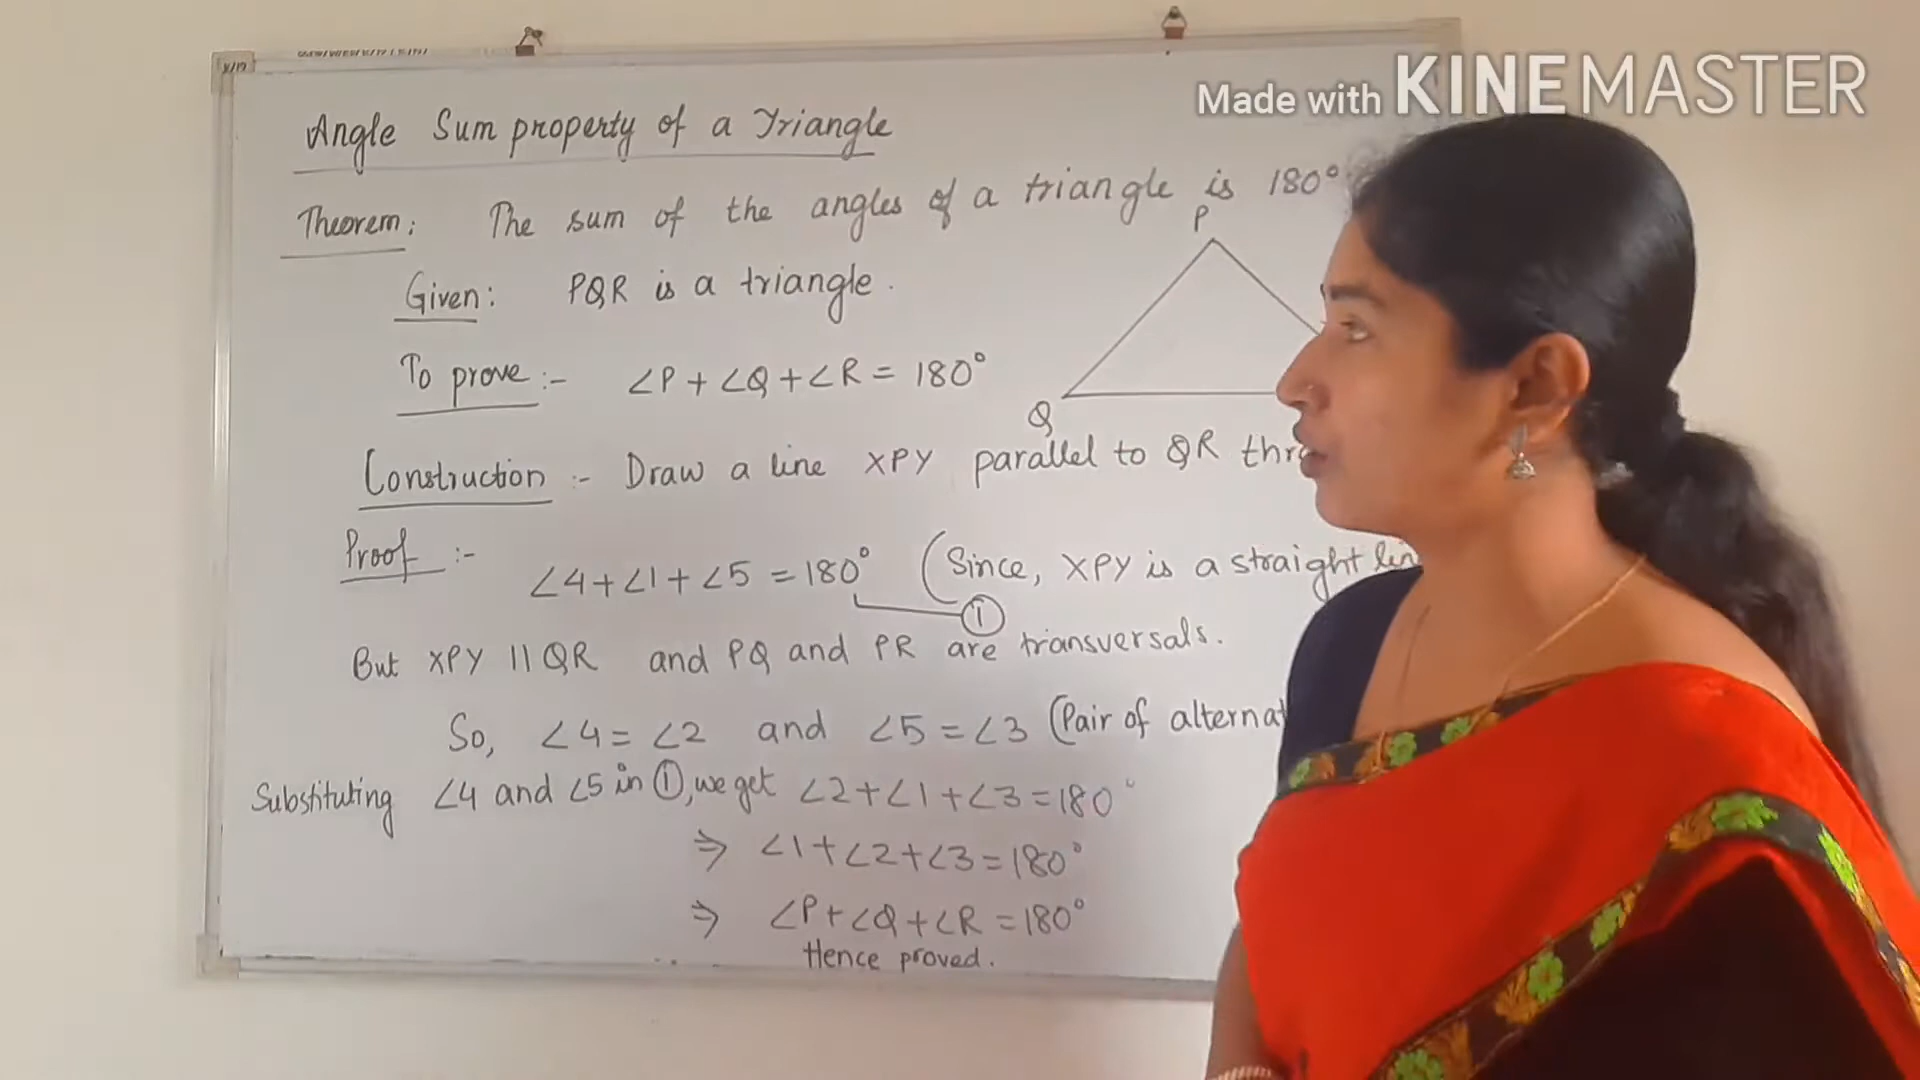 Made with KINEMASTER
Angle Sum property of a Triangle
Theorem: The sum of the angles of a triangle is 180°
P
Given: PQR is a triangle.
To prove :- ∠P + ∠Q + ∠R = 180°
Q
Construction :- Draw a line XPY parallel to QR thr
Proof :-
∠4 + ∠1 + ∠5 = 180° (Since, XPY is a straight lin
①
But XPY || QR and PQ and PR are transversals.
So, ∠4 = ∠2 and ∠5 = ∠3 (Pair of alternat
Substituting ∠4 and ∠5 in ①, we get ∠2 + ∠1 + ∠3 = 180°
⇒ ∠1 + ∠2 + ∠3 = 180°
⇒ ∠P + ∠Q + ∠R = 180°
Hence proved.